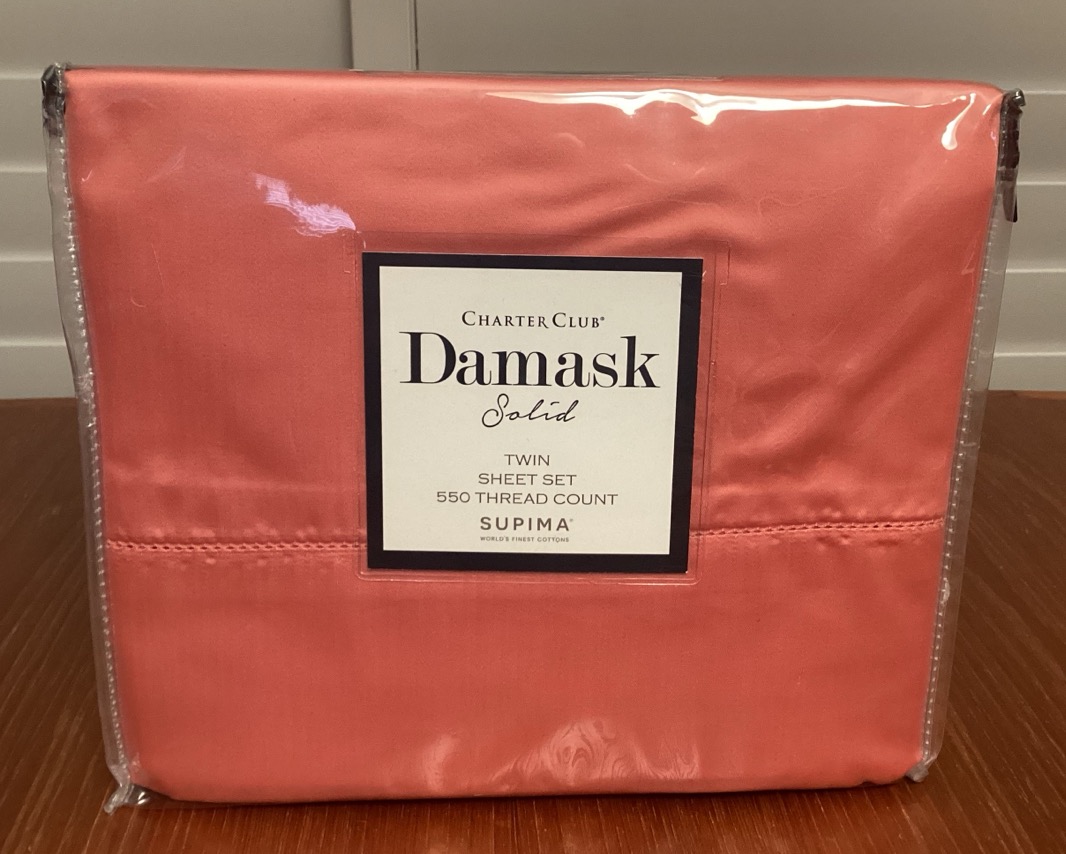 CHARTER CLUB®
Damask
Solid
TWIN
SHEET SET
550 THREAD COUNT
SUPIMA®
WORLD'S FINEST COTTONS